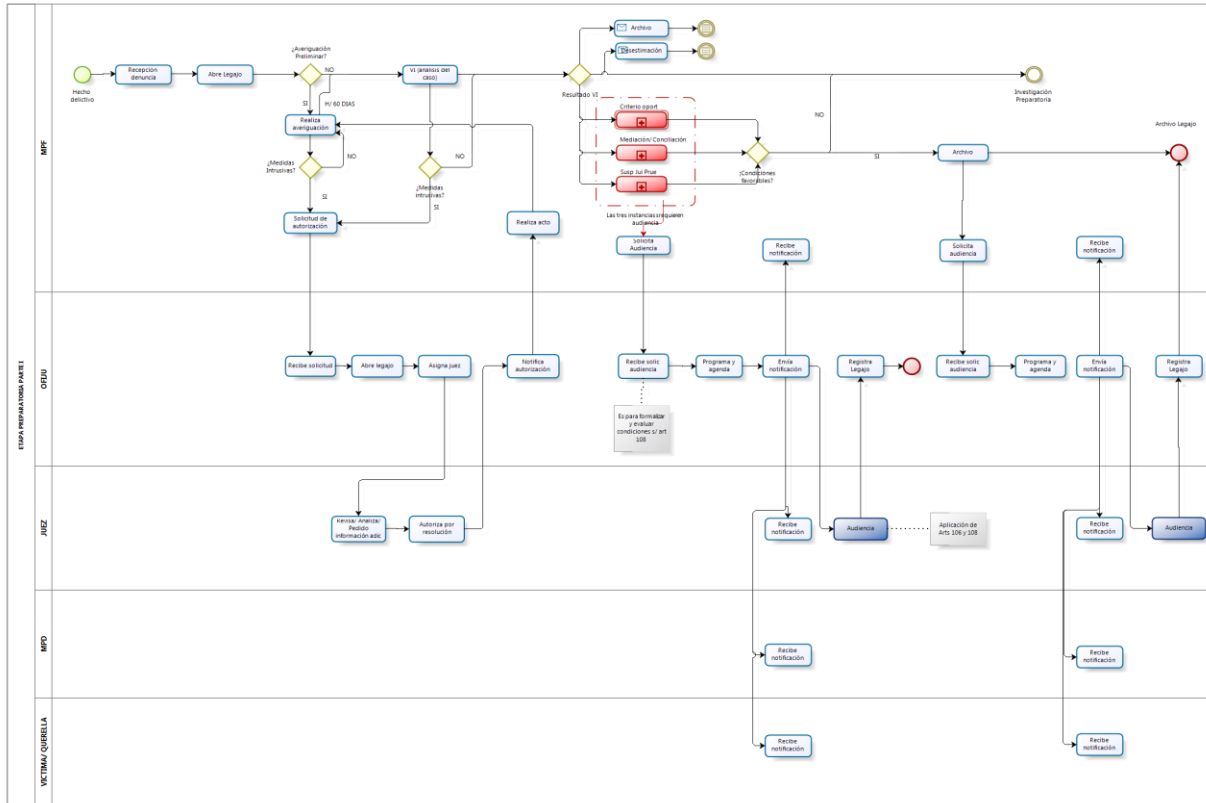 ETAPA PREPARATORIA PARTE I
MPF
Hecho
delictivo
Recepción
denuncia
Abre Legajo
¿Averiguación
Preliminar?
NO
SI
H/ 60 DIAS
Realiza
averiguación
¿Medidas
Intrusivas?
NO
SI
Solicitud de
autorización
VI (análisis del
caso)
¿Medidas
intrusivas?
NO
SI
Realiza acto
Resultado VI
Archivo
Desestimación
Criterio oport
Mediación/ Conciliación
Susp Jui Prue
Las tres instancias requieren
audiencia
Solicita
Audiencia
¿Condiciones
favorables?
NO
SI
Investigación
Preparatoria
Archivo
Archivo Legajo
Recibe
notificación
Solicita
audiencia
Recibe
notificación
OFIJU
Recibe solicitud
Abre legajo
Asigna juez
Notifica
autorización
Recibe solic
audiencia
Programa y
agenda
Envía
notificación
Registra
Legajo
Recibe solic
audiencia
Programa y
agenda
Envía
notificación
Registra
Legajo
Es para formalizar
y evaluar
condiciones s/ art
108
JUEZ
Revisa/ Analiza/
Pedido
información adic
Autoriza por
resolución
Recibe
notificación
Audiencia
Aplicación de
Arts 106 y 108
Recibe
notificación
Audiencia
MPD
Recibe
notificación
Recibe
notificación
VICTIMA/ QUERELLA
Recibe
notificación
Recibe
notificación